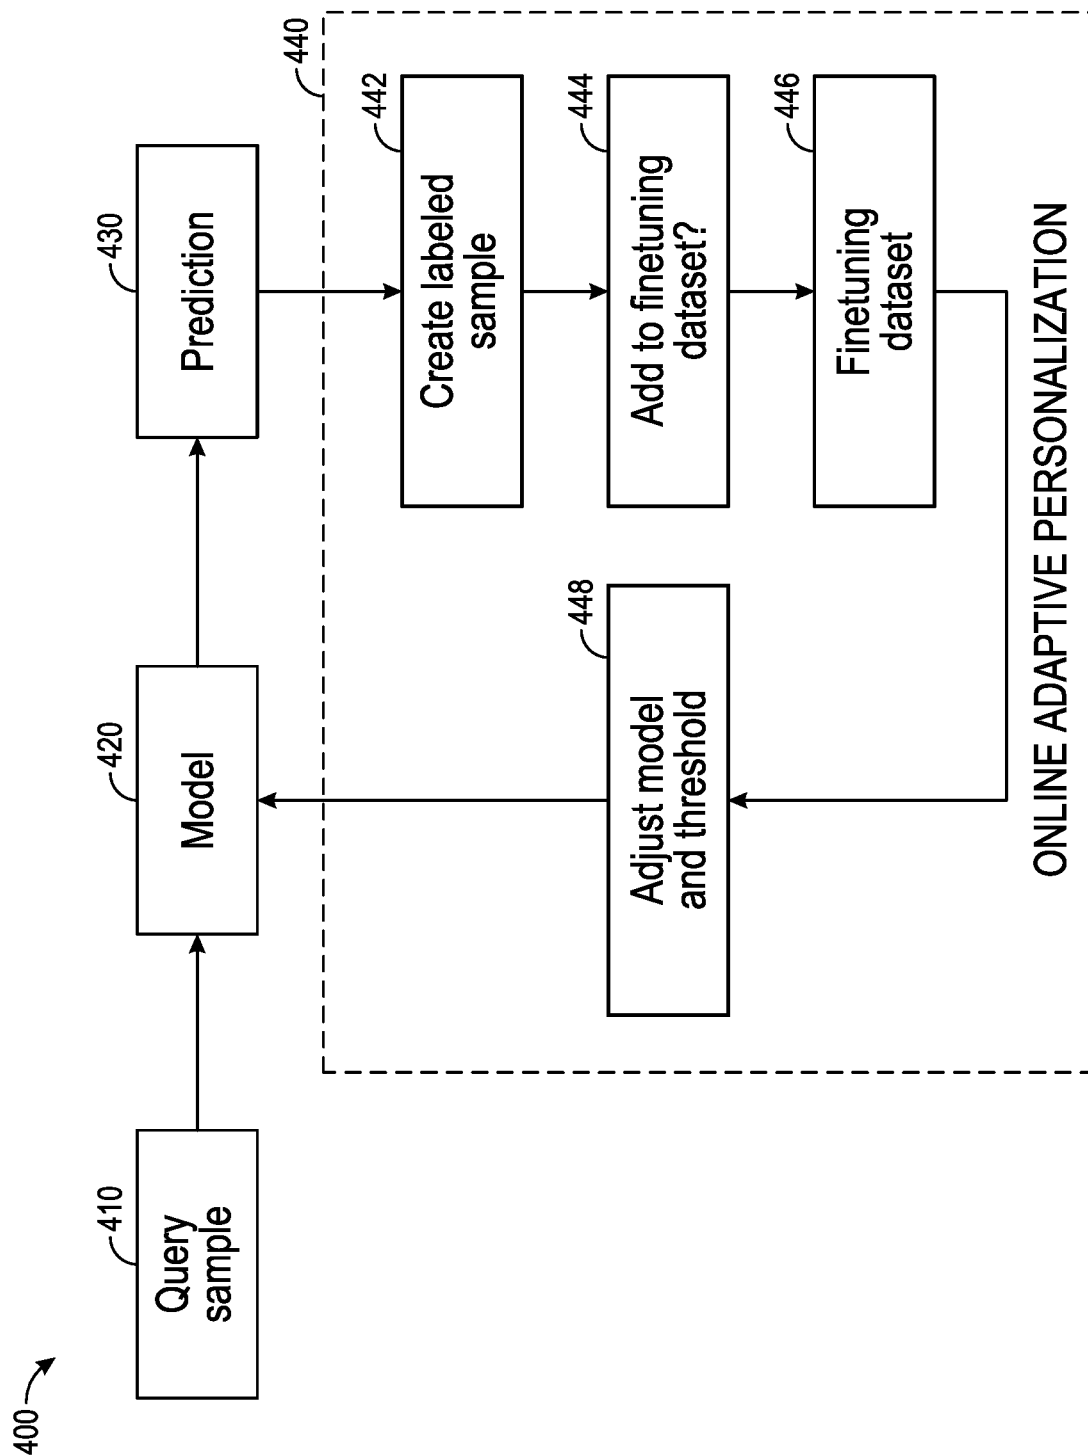 400
410
Query
sample
420
Model
430
Prediction
440
442
Create labeled
sample
444
Add to finetuning
dataset?
446
Finetuning
dataset
448
Adjust model
and threshold
ONLINE ADAPTIVE PERSONALIZATION